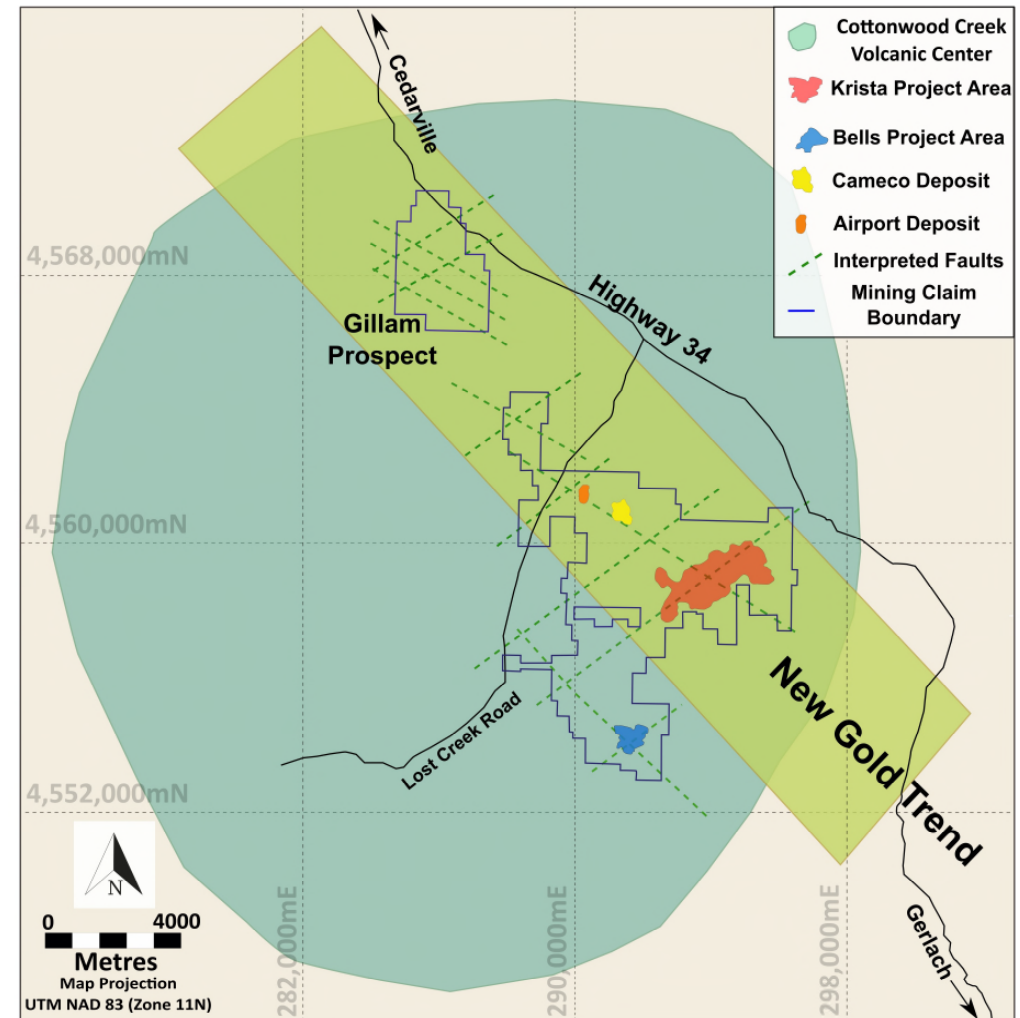 Cottonwood Creek
Volcanic Center
Krista Project Area
Bells Project Area
Cameco Deposit
Airport Deposit
Interpreted Faults
Mining Claim
Boundary
Cedarville
4,568,000mN
Highway 34
Gillam
Prospect
4,560,000mN
New Gold Trend
Lost Creek Road
4,552,000mN
N
0 4000
Metres
Map Projection
UTM NAD 83 (Zone 11N)
282,000mE
290,000mE
298,000mE
Gerlach